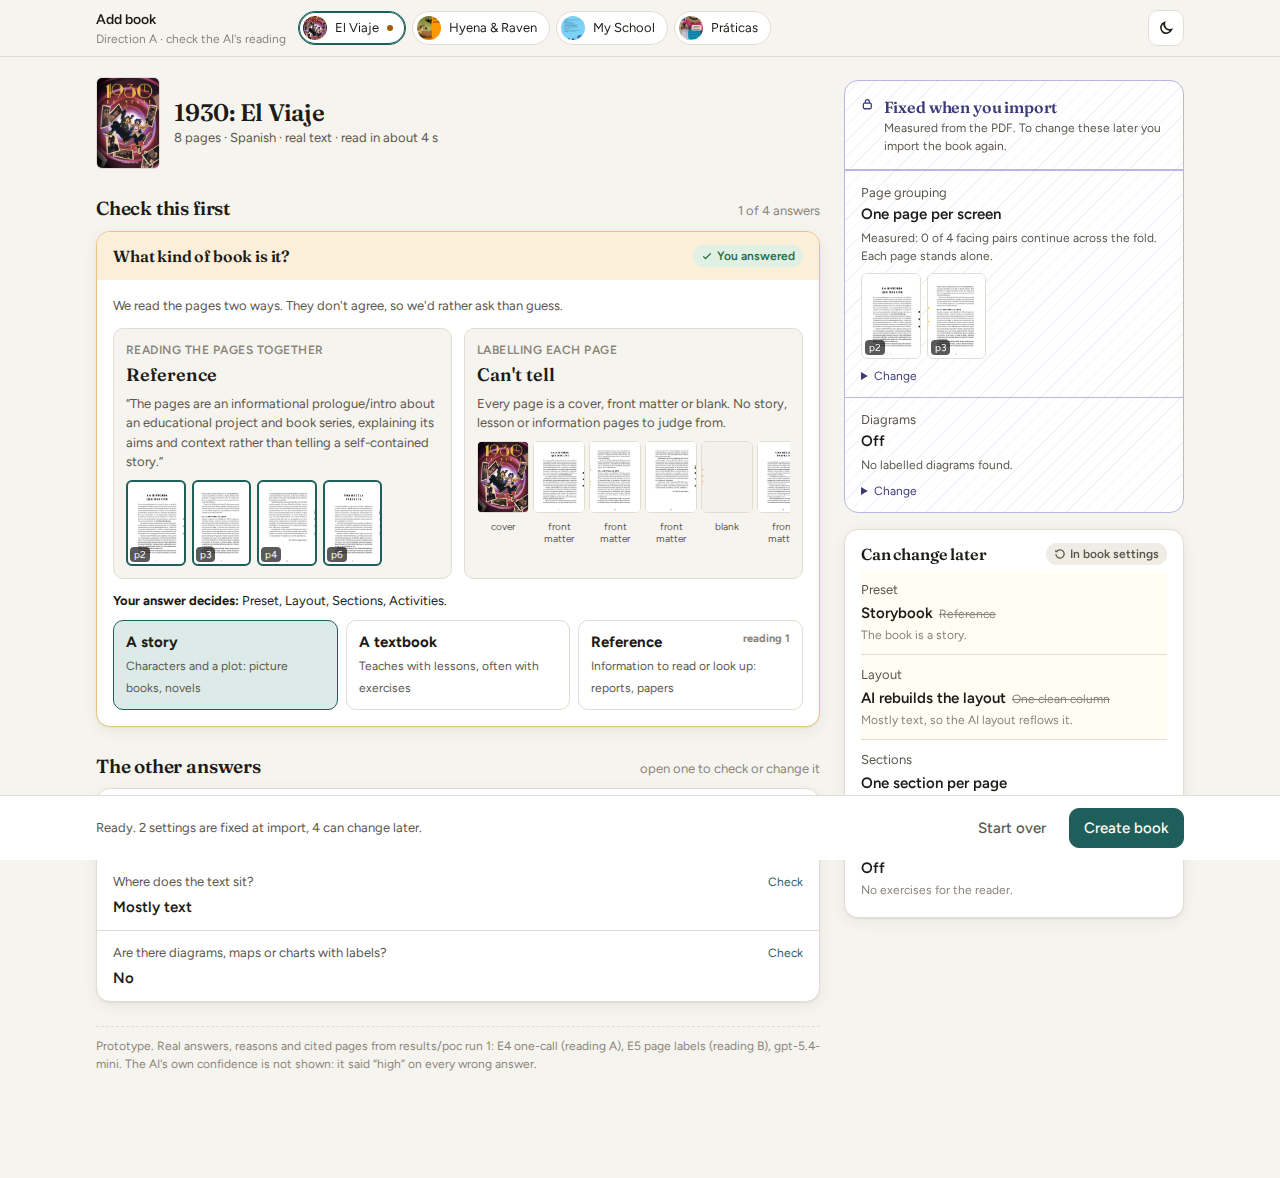 Add book
Direction A · check the AI's reading
El Viaje
Hyena & Raven
My School
Práticas
1930: El Viaje
8 pages · Spanish · real text · read in about 4 s
Check this first
1 of 4 answers
What kind of book is it?
You answered
We read the pages two ways. They don't agree, so we'd rather ask than guess.
READING THE PAGES TOGETHER
Reference
“The pages are an informational prologue/intro about
an educational project and book series, explaining its
aims and context rather than telling a self-contained
story.”
p2
p3
p4
p6
LABELLING EACH PAGE
Can't tell
Every page is a cover, front matter or blank. No story,
lesson or information pages to judge from.
cover
front
matter
front
matter
front
matter
blank
fron
matt
Your answer decides: Preset, Layout, Sections, Activities.
A story
Characters and a plot: picture
books, novels
A textbook
Teaches with lessons, often with
exercises
Reference
reading 1
Information to read or look up:
reports, papers
The other answers
open one to check or change it
Where does the text sit?
Check
Mostly text
Are there diagrams, maps or charts with labels?
Check
No
Prototype. Real answers, reasons and cited pages from results/poc run 1: E4 one-call (reading A), E5 page labels (reading B), gpt-5.4-
mini. The AI's own confidence is not shown: it said “high” on every wrong answer.
Fixed when you import
Measured from the PDF. To change these later you
import the book again.
Page grouping
One page per screen
Measured: 0 of 4 facing pairs continue across the fold.
Each page stands alone.
p2
p3
Change
Diagrams
Off
No labelled diagrams found.
Change
Can change later
In book settings
Preset
Storybook Reference
The book is a story.
Layout
AI rebuilds the layout One clean column
Mostly text, so the AI layout reflows it.
Sections
One section per page
Off
No exercises for the reader.
Ready. 2 settings are fixed at import, 4 can change later.
Start over
Create book